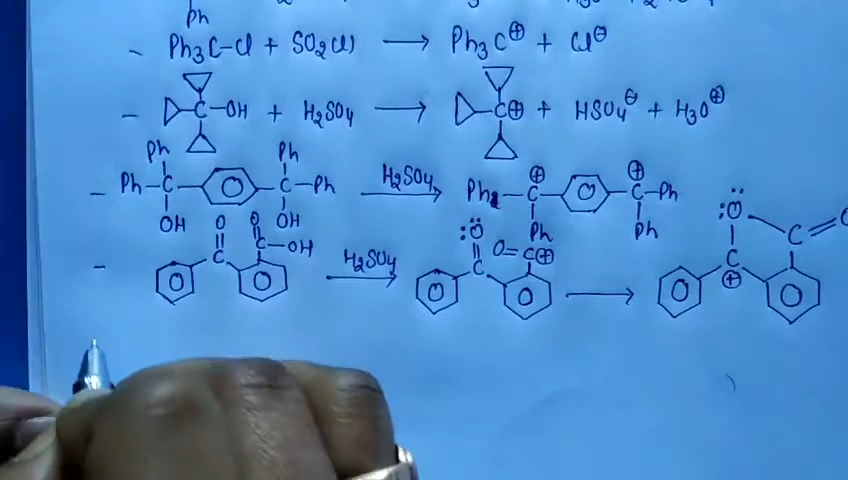 Ph
- Ph₃C-Cl + SO₂(l) ⟶ Ph₃C⊕ + Cl⊖
- C-OH + H₂SO₄ ⟶ C⊕ + HSO₄⊖ + H₃O⊕
Ph Ph
- Ph-C C-Ph H₂SO₄ ⟶ Ph-C⊕ C⊕-Ph
OH OH Ph Ph
O O
- C C-OH H₂SO₄ ⟶ :Ö C O=C⊕ ⟶ :Ö C=O C⊕